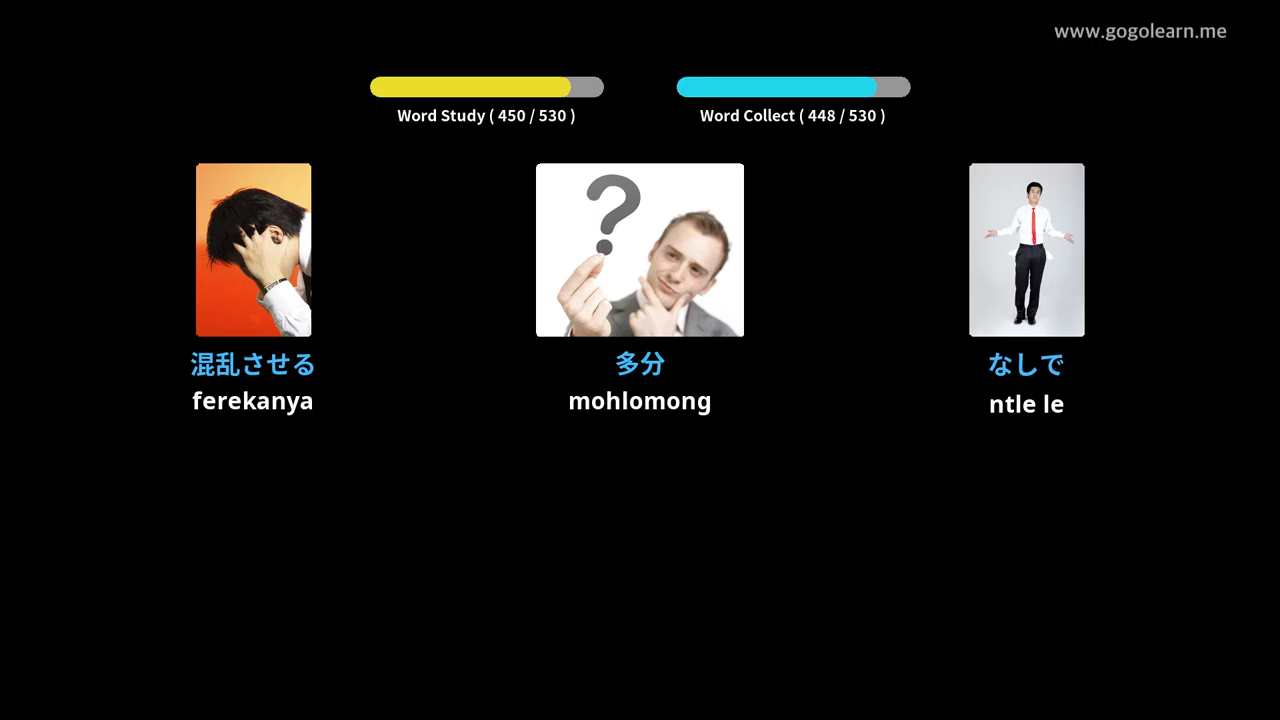 www.gogolearn.me
Word Study ( 450 / 530 )
Word Collect ( 448 / 530 )
混乱させる
ferekanya
多分
mohlomong
なしで
ntle le